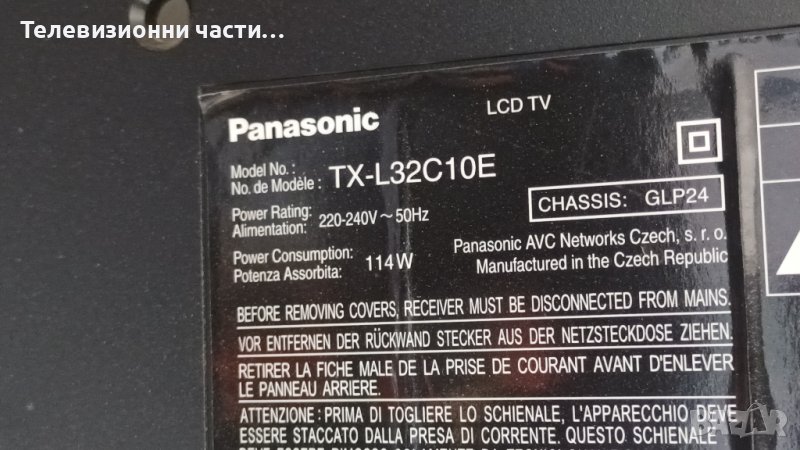 Телевизионни части...
Panasonic
LCD TV
Model No. :
No. de Modèle : TX-L32C10E
CHASSIS: GLP24
Power Rating:
Alimentation: 220-240V ~ 50Hz
Panasonic AVC Networks Czech, s. r. o.
Manufactured in the Czech Republic
Power Consumption:
Potenza Assorbita: 114W
BEFORE REMOVING COVERS, RECEIVER MUST BE DISCONNECTED FROM MAINS.
VOR ENTFERNEN DER RÜCKWAND STECKER AUS DER NETZSTECKDOSE ZIEHEN.
RETIRER LA FICHE MALE DE LA PRISE DE COURANT AVANT D'ENLEVER
LE PANNEAU ARRIERE.
ATTENZIONE : PRIMA DI TOGLIERE LO SCHIENALE, L'APPARECCHIO DEVE
ESSERE STACCATO DALLA PRESA DI CORRENTE. QUESTO SCHIENALE
BAZAR